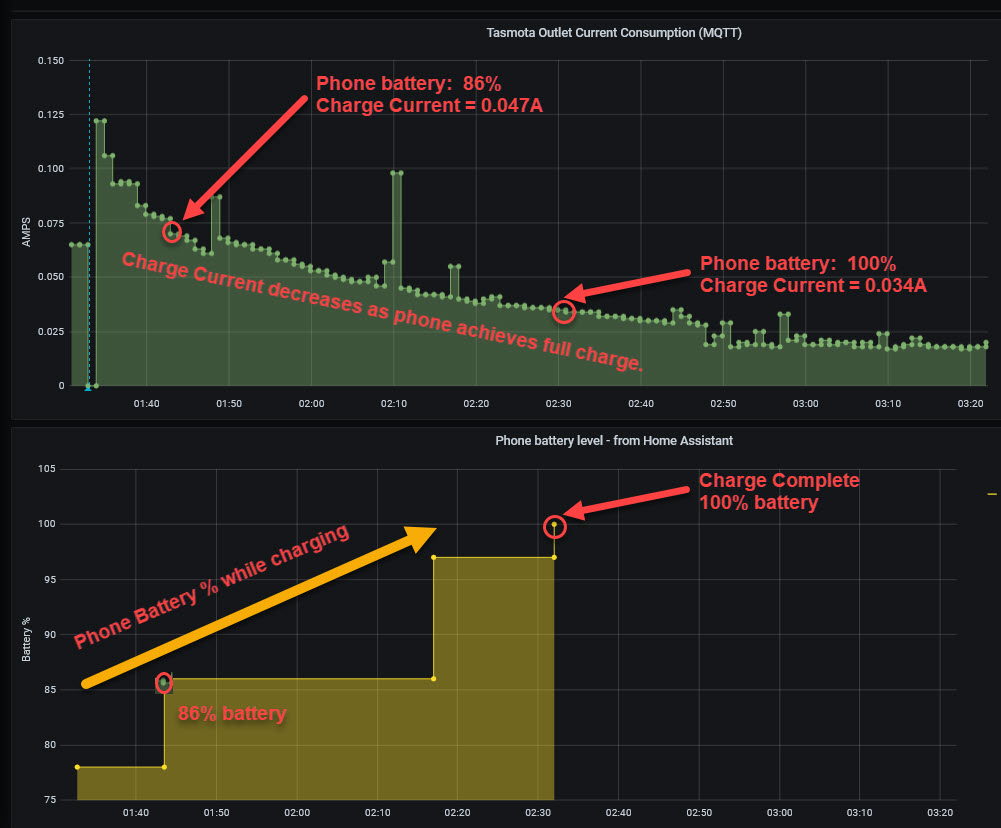 Tasmota Outlet Current Consumption (MQTT)
0.150
Phone battery:  86%
Charge Current = 0.047A
0.125
0.100
0.075
AMPS
Phone battery:  100%
Charge Current = 0.034A
0.050
Charge Current decreases as phone achieves full charge.
0.025
0
01:40 01:50 02:00 02:10 02:20 02:30 02:40 02:50 03:00 03:10 03:20
Phone battery level - from Home Assistant
105
Charge Complete
100% battery
100
Phone Battery % while charging
95
90
Battery %
85
86% battery
80
75
01:40 01:50 02:00 02:10 02:20 02:30 02:40 02:50 03:00 03:10 03:20